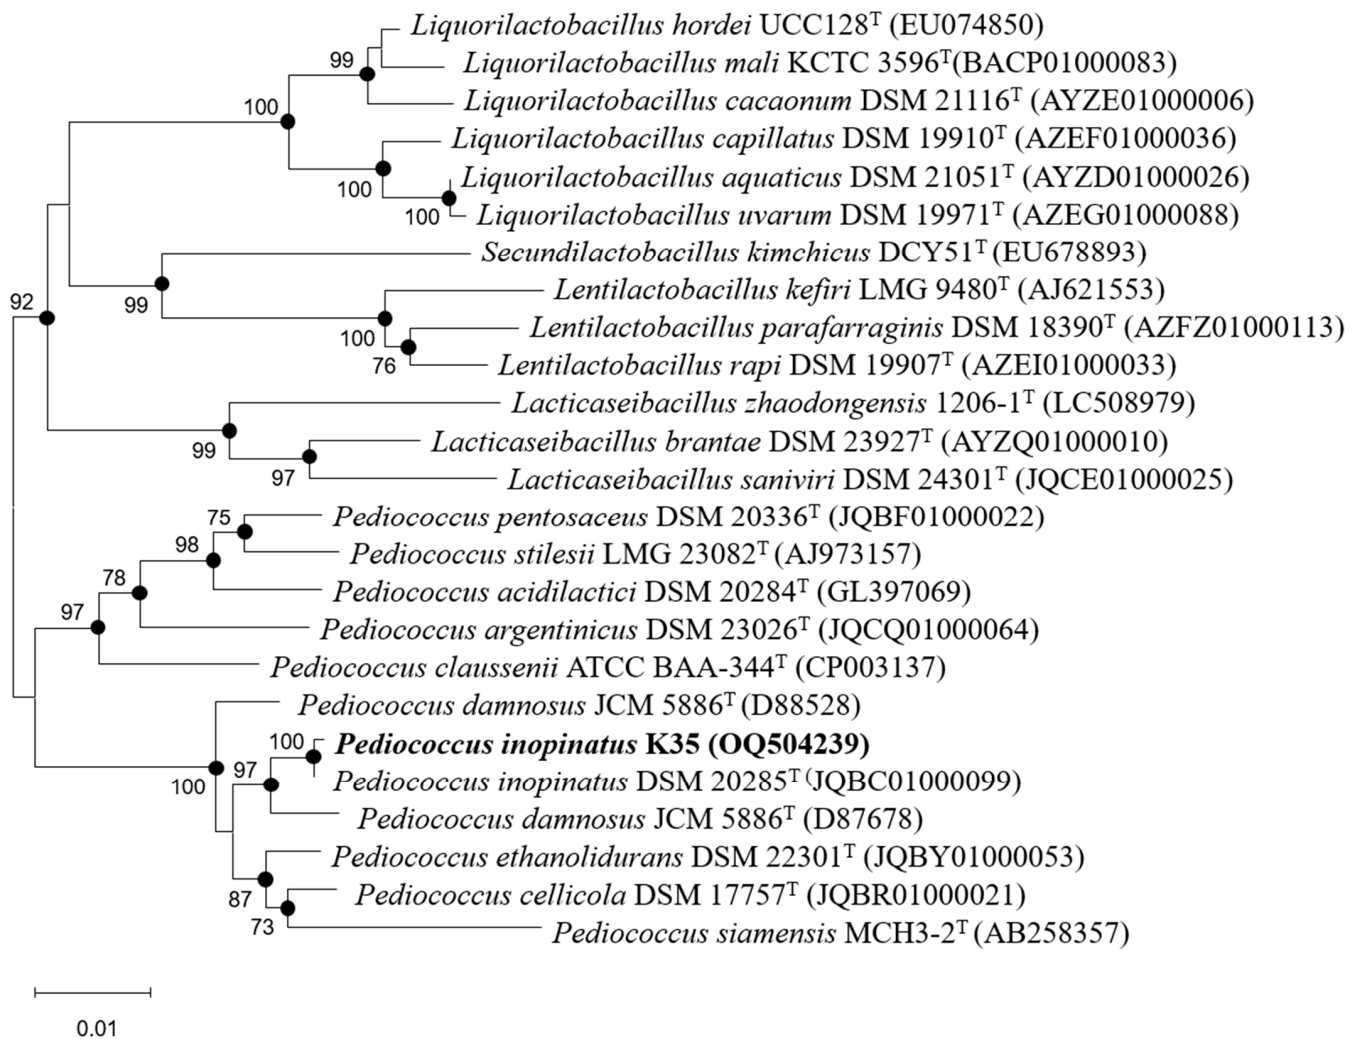 Liquorilactobacillus hordei UCC128ᵀ (EU074850)
99
Liquorilactobacillus mali KCTC 3596ᵀ(BACP01000083)
Liquorilactobacillus cacaonum DSM 21116ᵀ (AYZE01000006)
100
Liquorilactobacillus capillatus DSM 19910ᵀ (AZEF01000036)
Liquorilactobacillus aquaticus DSM 21051ᵀ (AYZD01000026)
100
Liquorilactobacillus uvarum DSM 19971ᵀ (AZEG01000088)
100
Secundilactobacillus kimchicus DCY51ᵀ (EU678893)
Lentilactobacillus kefiri LMG 9480ᵀ (AJ621553)
92
99
Lentilactobacillus parafarraginis DSM 18390ᵀ (AZFZ01000113)
100
Lentilactobacillus rapi DSM 19907ᵀ (AZEI01000033)
76
Lacticaseibacillus zhaodongensis 1206-1ᵀ (LC508979)
Lacticaseibacillus brantae DSM 23927ᵀ (AYZQ01000010)
99
Lacticaseibacillus saniviri DSM 24301ᵀ (JQCE01000025)
97
Pediococcus pentosaceus DSM 20336ᵀ (JQBF01000022)
75
98
Pediococcus stilesii LMG 23082ᵀ (AJ973157)
78
Pediococcus acidilactici DSM 20284ᵀ (GL397069)
97
Pediococcus argentinicus DSM 23026ᵀ (JQCQ01000064)
Pediococcus claussenii ATCC BAA-344ᵀ (CP003137)
Pediococcus damnosus JCM 5886ᵀ (D88528)
100
Pediococcus inopinatus K35 (OQ504239)
97
Pediococcus inopinatus DSM 20285ᵀ (JQBC01000099)
100
Pediococcus damnosus JCM 5886ᵀ (D87678)
Pediococcus ethanolidurans DSM 22301ᵀ (JQBY01000053)
87
Pediococcus cellicola DSM 17757ᵀ (JQBR01000021)
73
Pediococcus siamensis MCH3-2ᵀ (AB258357)
0.01